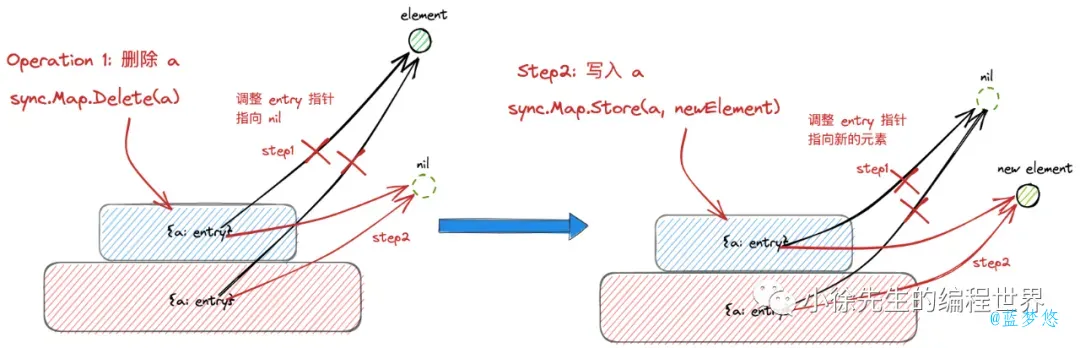 element
Operation 1: 删除 a
sync.Map.Delete(a)
调整 entry 指针
指向 nil
step1
nil
{a: entry}
step2
{a: entry}
Step2: 写入 a
sync.Map.Store(a, newElement)
nil
调整 entry 指针
指向新的元素
step1
new element
{a: entry}
step2
{a: entry}
小徐先生的编程世界
@蓝梦悠